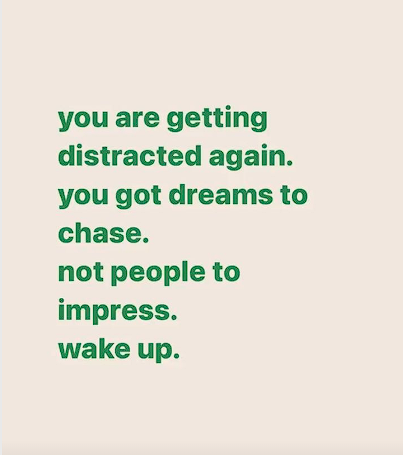 you are getting
distracted again.
you got dreams to
chase.
not people to
impress.
wake up.